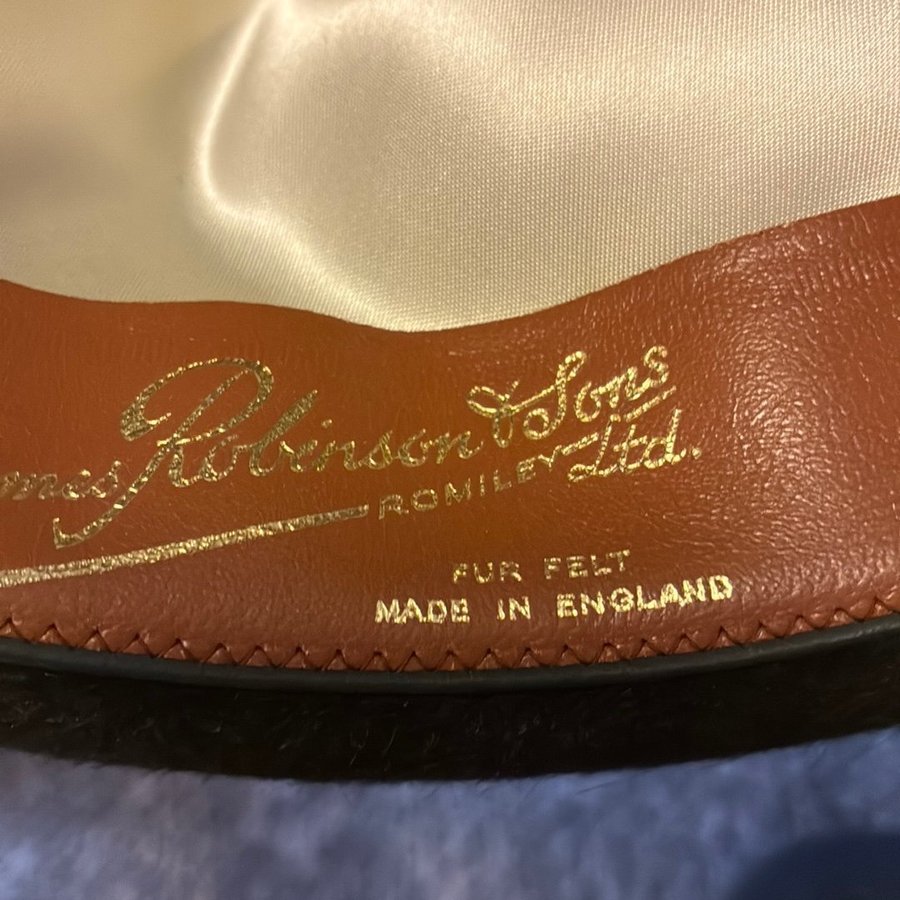 mes Robinson & Sons Ltd.
ROMILEY
FUR FELT
MADE IN ENGLAND